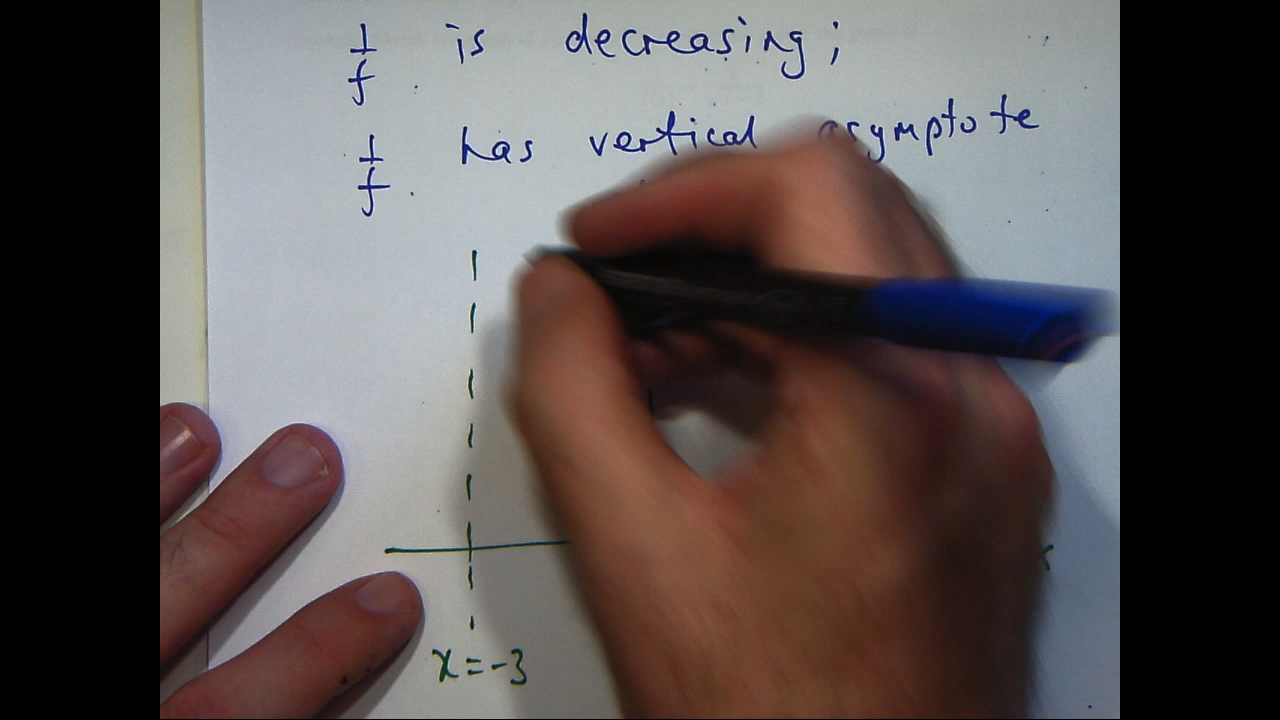 1/f is decreasing;
1/f has vertical asymptote
x
x = -3